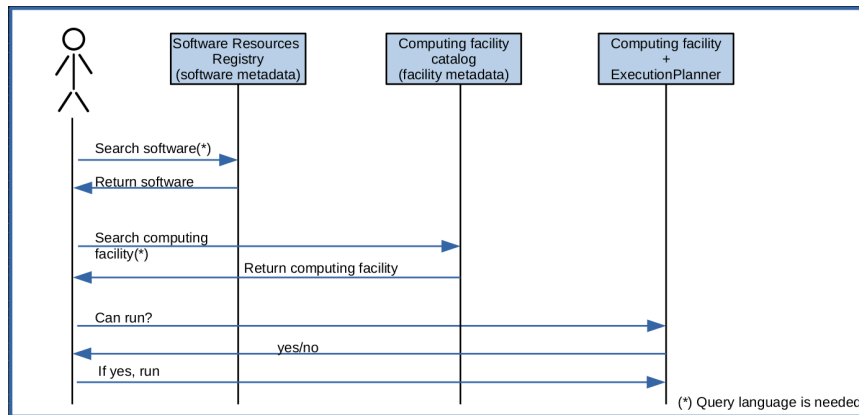 Software Resources
Registry
(software metadata)
Computing facility
catalog
(facility metadata)
Computing facility
+
ExecutionPlanner
Search software(*)
Return software
Search computing
facility(*)
Return computing facility
Can run?
yes/no
If yes, run
(*) Query language is needed